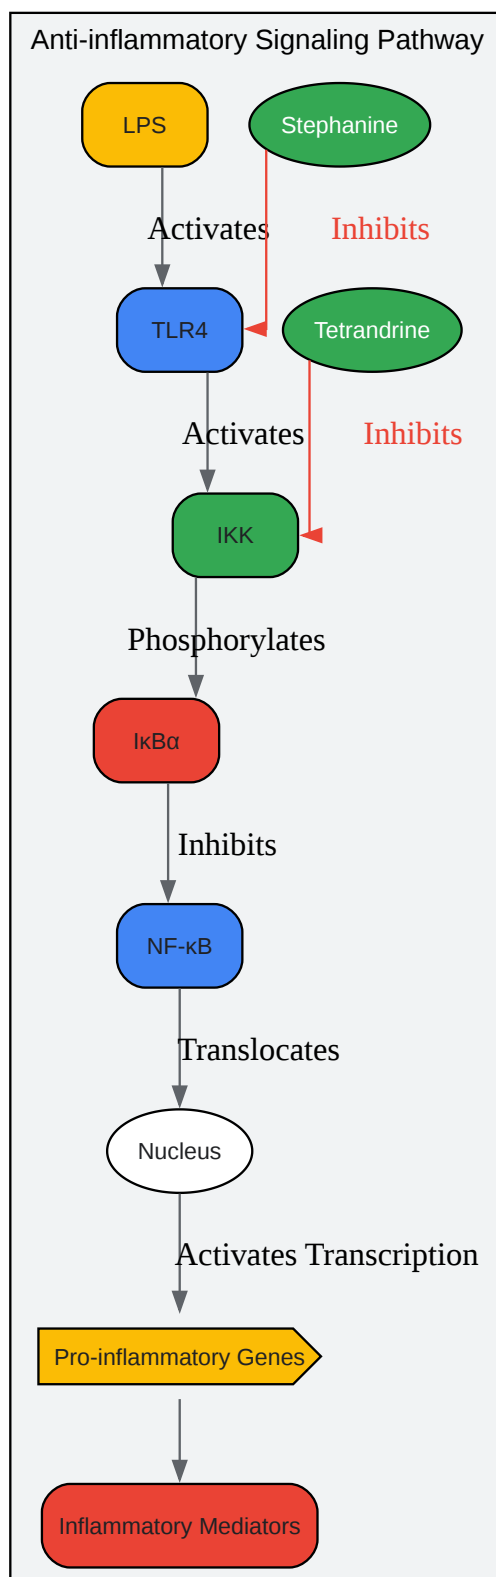 Anti-inflammatory Signaling Pathway
LPS
Stephanine
Activates
Inhibits
TLR4
Tetrandrine
Activates
Inhibits
IKK
Phosphorylates
IκBα
Inhibits
NF-κB
Translocates
Nucleus
Activates Transcription
Pro-inflammatory Genes
Inflammatory Mediators